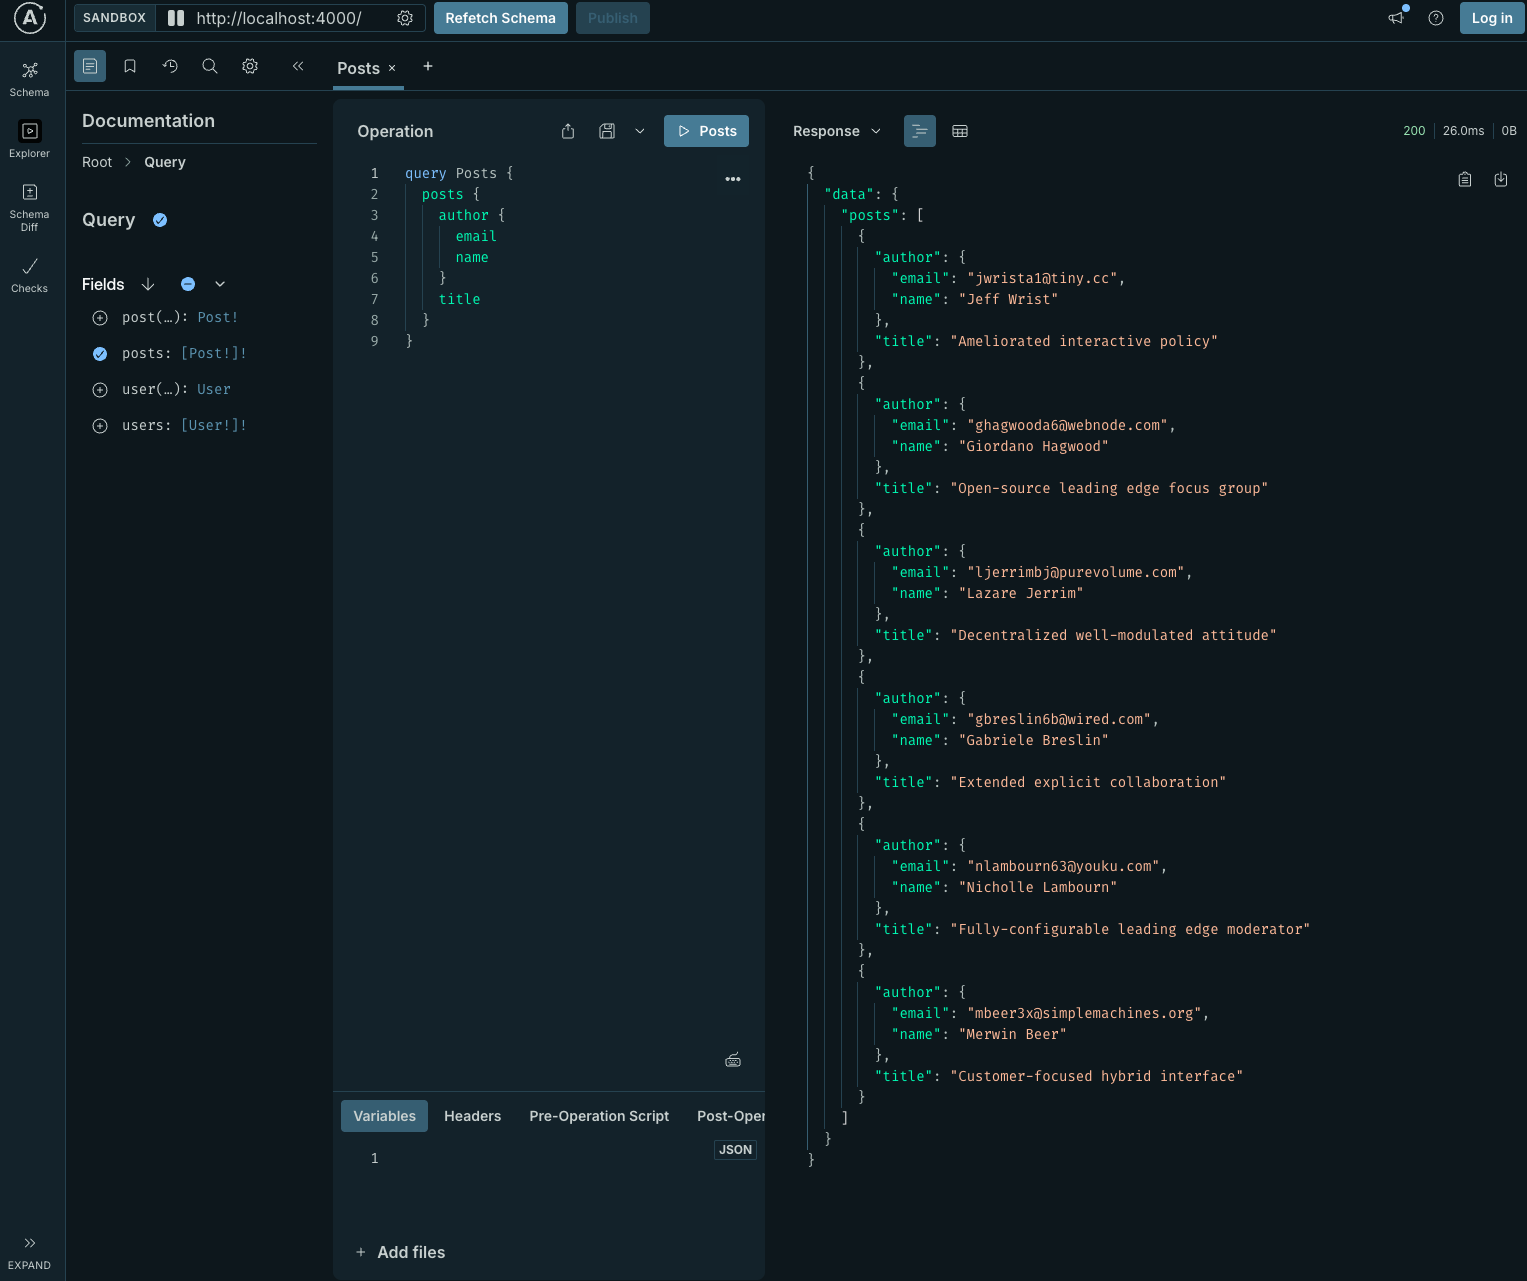 SANDBOX http://localhost:4000/ Refetch Schema Publish Log in
Schema
Explorer
Schema
Diff
Checks
EXPAND
Posts × +
Documentation
Root > Query
Query
Fields
post(…): Post!
posts: [Post!]!
user(…): User
users: [User!]!
Operation Posts
1 query Posts {
2 posts {
3 author {
4 email
5 name
6 }
7 title
8 }
9 }
Variables Headers Pre-Operation Script Post-Oper
JSON
1
+ Add files
Response 200 26.0ms 0B
{
"data": {
"posts": [
{
"author": {
"email": "jwrista1@tiny.cc",
"name": "Jeff Wrist"
},
"title": "Ameliorated interactive policy"
},
{
"author": {
"email": "ghagwooda6@webnode.com",
"name": "Giordano Hagwood"
},
"title": "Open-source leading edge focus group"
},
{
"author": {
"email": "ljerrimbj@purevolume.com",
"name": "Lazare Jerrim"
},
"title": "Decentralized well-modulated attitude"
},
{
"author": {
"email": "gbreslin6b@wired.com",
"name": "Gabriele Breslin"
},
"title": "Extended explicit collaboration"
},
{
"author": {
"email": "nlambourn63@youku.com",
"name": "Nicholle Lambourn"
},
"title": "Fully-configurable leading edge moderator"
},
{
"author": {
"email": "mbeer3x@simplemachines.org",
"name": "Merwin Beer"
},
"title": "Customer-focused hybrid interface"
}
]
}
}